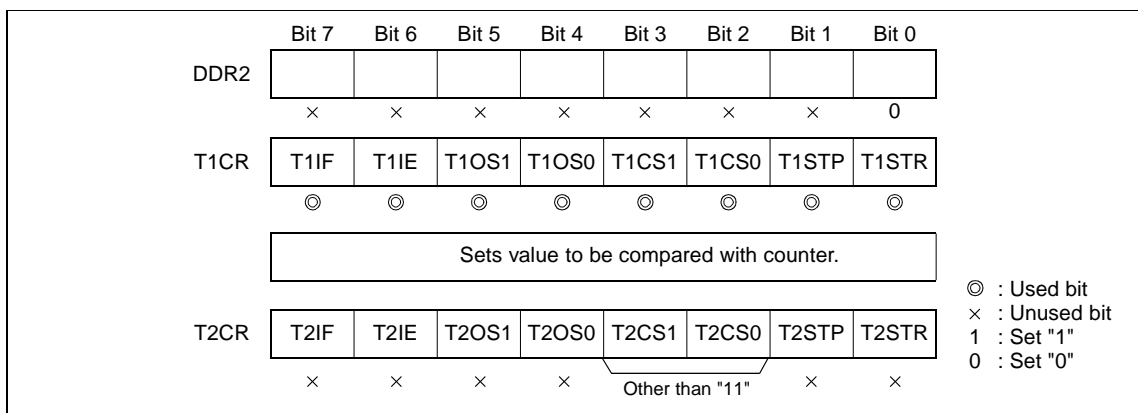 Bit 7 Bit 6 Bit 5 Bit 4 Bit 3 Bit 2 Bit 1 Bit 0
DDR2
× × × × × × × 0
T1CR T1IF T1IE T1OS1 T1OS0 T1CS1 T1CS0 T1STP T1STR
◎ ◎ ◎ ◎ ◎ ◎ ◎ ◎
Sets value to be compared with counter.
T2CR T2IF T2IE T2OS1 T2OS0 T2CS1 T2CS0 T2STP T2STR
× × × × Other than "11" × ×
◎ : Used bit
× : Unused bit
1 : Set "1"
0 : Set "0"